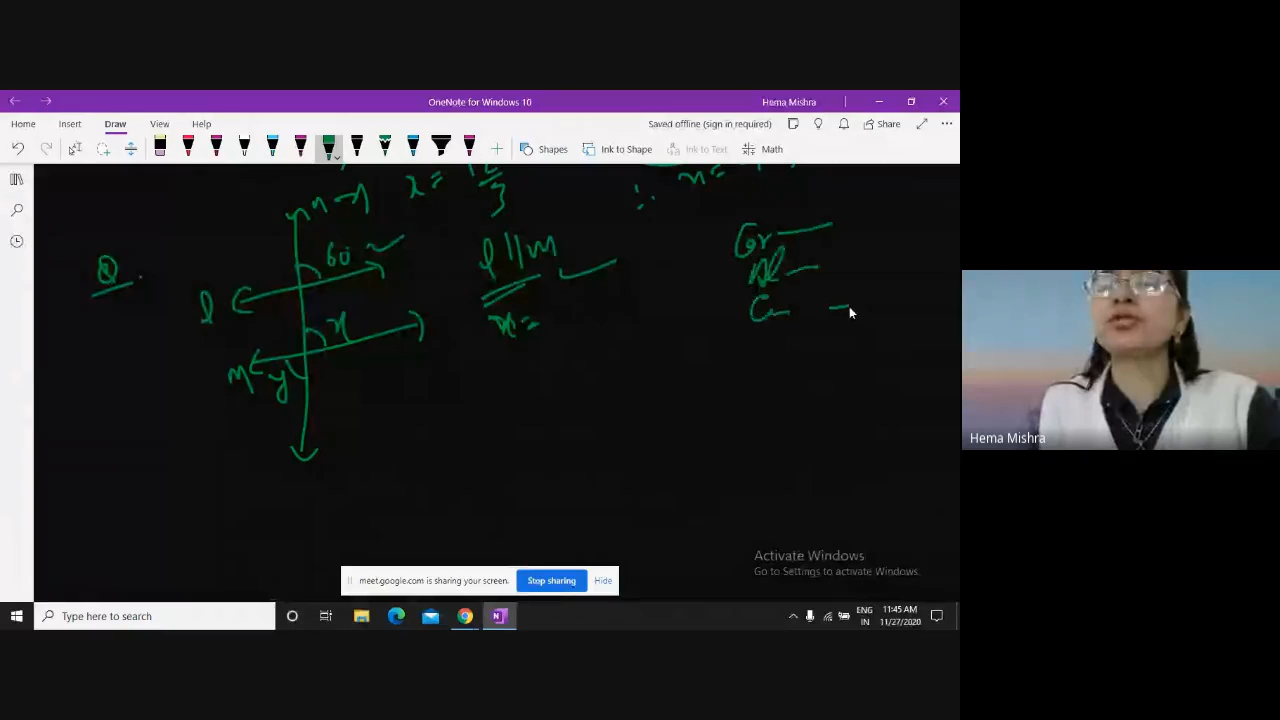 OneNote for Windows 10
Hema Mishra
Home Insert Draw View Help
Saved offline (sign in required)
Share
Shapes
Ink to Shape
Ink to Text
Math
x =
3
Q.
60
l || m
l
x
x =
m
y
Hema Mishra
Activate Windows
Go to Settings to activate Windows.
meet.google.com is sharing your screen.
Stop sharing
Hide
Type here to search
ENG
IN
11:45 AM
11/27/2020